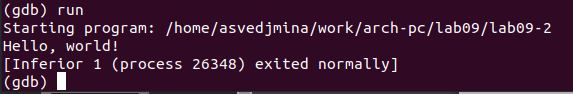 (gdb) run
Starting program: /home/asvedjmina/work/arch-pc/lab09/lab09-2
Hello, world!
[Inferior 1 (process 26348) exited normally]
(gdb)